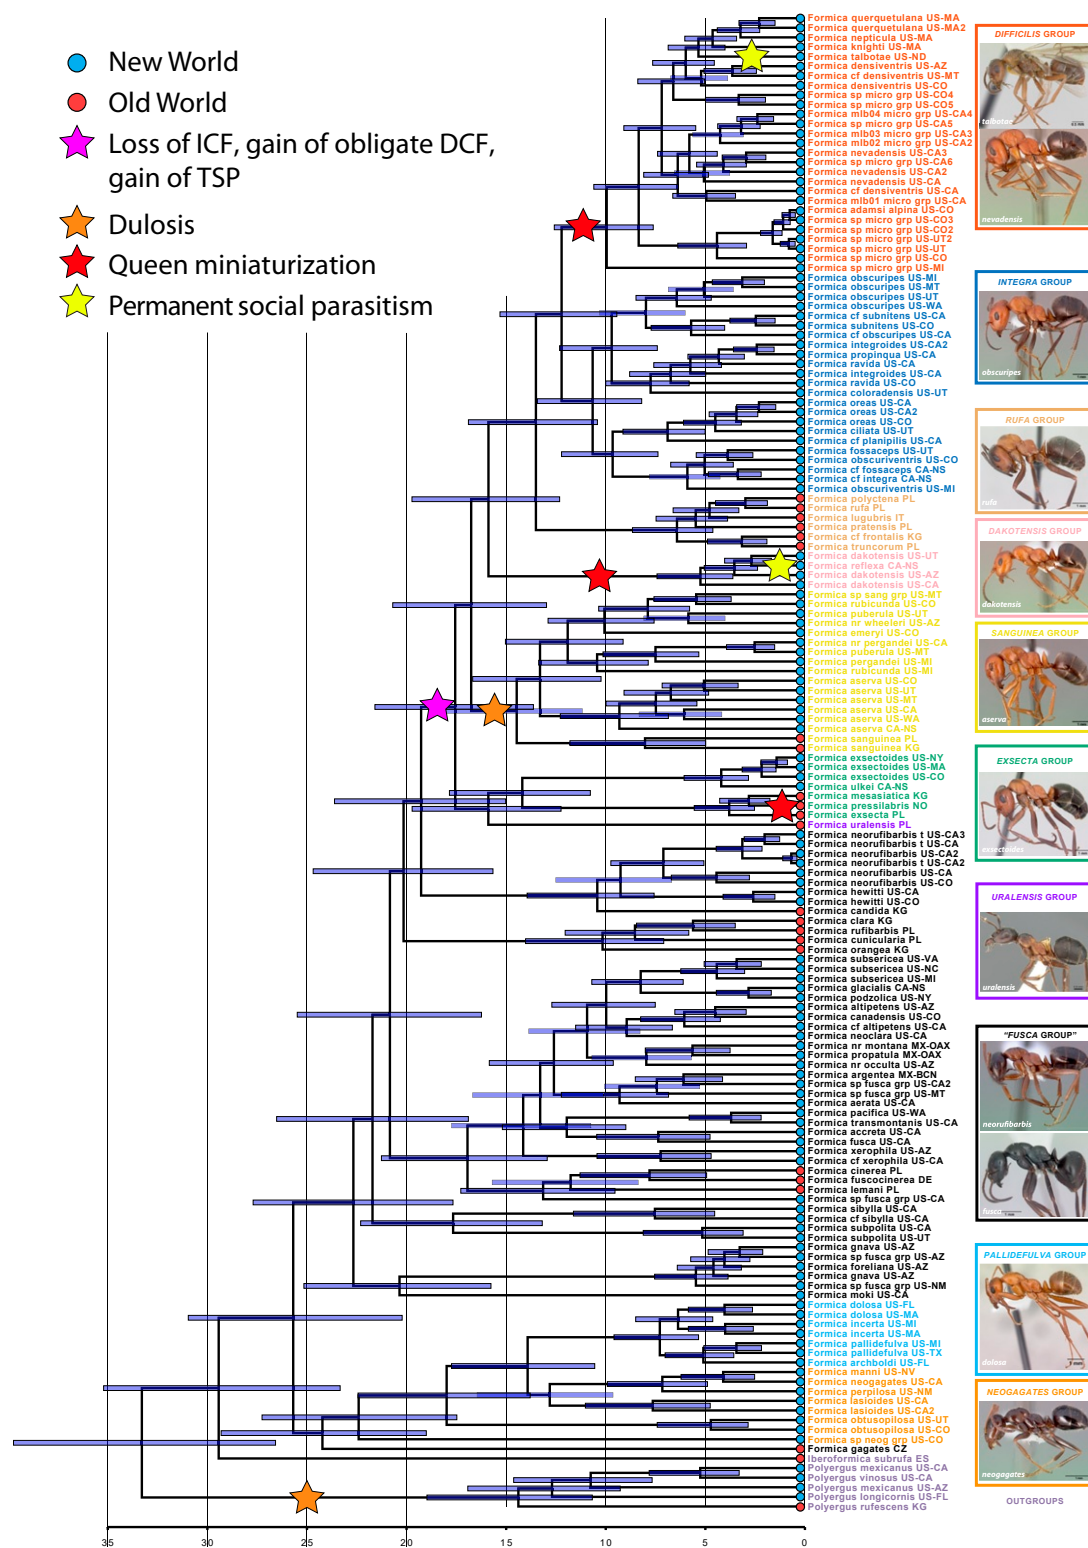 New World
Old World
Loss of ICF, gain of obligate DCF,
gain of TSP
Dulosis
Queen miniaturization
Permanent social parasitism
Formica querquetulana US-MA
Formica querquetulana US-MA2
Formica nepticula US-MA
Formica knighti US-MA
Formica talbotae US-ND
Formica densiventris US-AZ
Formica cf densiventris US-MT
Formica densiventris US-CO
Formica sp micro grp US-CO4
Formica sp micro grp US-CO5
Formica mlb04 micro grp US-CA4
Formica sp micro grp US-CA5
Formica mlb03 micro grp US-CA3
Formica mlb02 micro grp US-CA2
Formica nevadensis US-CA3
Formica sp micro grp US-CA6
Formica nevadensis US-CA2
Formica nevadensis US-CA
Formica cf densiventris US-CA
Formica mlb01 micro grp US-CA
Formica adamsi alpina US-CO
Formica sp micro grp US-CO3
Formica sp micro grp US-CO2
Formica sp micro grp US-UT2
Formica sp micro grp US-UT
Formica sp micro grp US-CO
Formica sp micro grp US-MI
Formica obscuripes US-MI
Formica obscuripes US-MT
Formica obscuripes US-UT
Formica obscuripes US-WA
Formica cf subnitens US-CA
Formica subnitens US-CO
Formica cf obscuripes US-CA
Formica integroides US-CA2
Formica propinqua US-CA
Formica ravida US-CA
Formica integroides US-CA
Formica ravida US-CO
Formica coloradensis US-UT
Formica oreas US-CA
Formica oreas US-CA2
Formica oreas US-CO
Formica ciliata US-UT
Formica cf planipilis US-CA
Formica fossaceps US-UT
Formica obscuriventris US-CO
Formica cf fossaceps CA-NS
Formica cf integra CA-NS
Formica obscuriventris US-MI
Formica polyctena PL
Formica rufa PL
Formica lugubris IT
Formica pratensis PL
Formica cf frontalis KG
Formica truncorum PL
Formica dakotensis US-UT
Formica reflexa CA-NS
Formica dakotensis US-AZ
Formica dakotensis US-CA
Formica sp sang grp US-MT
Formica rubicunda US-CO
Formica puberula US-UT
Formica nr wheeleri US-AZ
Formica emeryi US-CO
Formica nr pergandei US-CA
Formica puberula US-MT
Formica pergandei US-MI
Formica rubicunda US-MI
Formica aserva US-CO
Formica aserva US-UT
Formica aserva US-MT
Formica aserva US-CA
Formica aserva US-WA
Formica aserva CA-NS
Formica sanguinea PL
Formica sanguinea KG
Formica exsectoides US-NY
Formica exsectoides US-MA
Formica exsectoides US-CO
Formica ulkei CA-NS
Formica mesasiatica KG
Formica pressilabris NO
Formica exsecta PL
Formica uralensis PL
Formica neorufibarbis t US-CA3
Formica neorufibarbis t US-CA
Formica neorufibarbis US-CA2
Formica neorufibarbis t US-CA2
Formica neorufibarbis US-CA
Formica neorufibarbis US-CO
Formica hewitti US-CA
Formica hewitti US-CO
Formica candida KG
Formica clara KG
Formica rufibarbis PL
Formica cunicularia PL
Formica orangea KG
Formica subsericea US-VA
Formica subsericea US-NC
Formica subsericea US-MI
Formica glacialis CA-NS
Formica podzolica US-NY
Formica altipetens US-AZ
Formica canadensis US-CO
Formica cf altipetens US-CA
Formica neoclara US-CA
Formica nr montana MX-OAX
Formica propatula MX-OAX
Formica nr occulta US-AZ
Formica argentea MX-BCN
Formica sp fusca grp US-CA2
Formica sp fusca grp US-MT
Formica aerata US-CA
Formica pacifica US-WA
Formica transmontanis US-CA
Formica accreta US-CA
Formica fusca US-CA
Formica xerophila US-AZ
Formica cf xerophila US-CA
Formica cinerea PL
Formica fuscocinerea DE
Formica lemani PL
Formica sp fusca grp US-CA
Formica sibylla US-CA
Formica cf sibylla US-CA
Formica subpolita US-CA
Formica subpolita US-UT
Formica gnava US-AZ
Formica sp fusca grp US-AZ
Formica foreliana US-AZ
Formica gnava US-AZ
Formica sp fusca grp US-NM
Formica moki US-CA
Formica dolosa US-FL
Formica dolosa US-MA
Formica incerta US-MI
Formica incerta US-MA
Formica pallidefulva US-MI
Formica pallidefulva US-TX
Formica archboldi US-FL
Formica manni US-NV
Formica neogagates US-CA
Formica perpilosa US-NM
Formica lasioides US-CA
Formica lasioides US-CA2
Formica obtusopilosa US-UT
Formica obtusopilosa US-CO
Formica sp neog grp US-CO
Formica gagates CZ
Iberoformica subrufa ES
Polyergus mexicanus US-CA
Polyergus vinosus US-CA
Polyergus mexicanus US-AZ
Polyergus longicornis US-FL
Polyergus rufescens KG
DIFFICILIS GROUP
talbotae
nevadensis
INTEGRA GROUP
obscuripes
RUFA GROUP
rufa
DAKOTENSIS GROUP
dakotensis
SANGUINEA GROUP
aserva
EXSECTA GROUP
exsectoides
URALENSIS GROUP
uralensis
"FUSCA GROUP"
neorufibarbis
fusca
PALLIDEFULVA GROUP
dolosa
NEOGAGATES GROUP
neogagates
OUTGROUPS
35 30 25 20 15 10 5 0